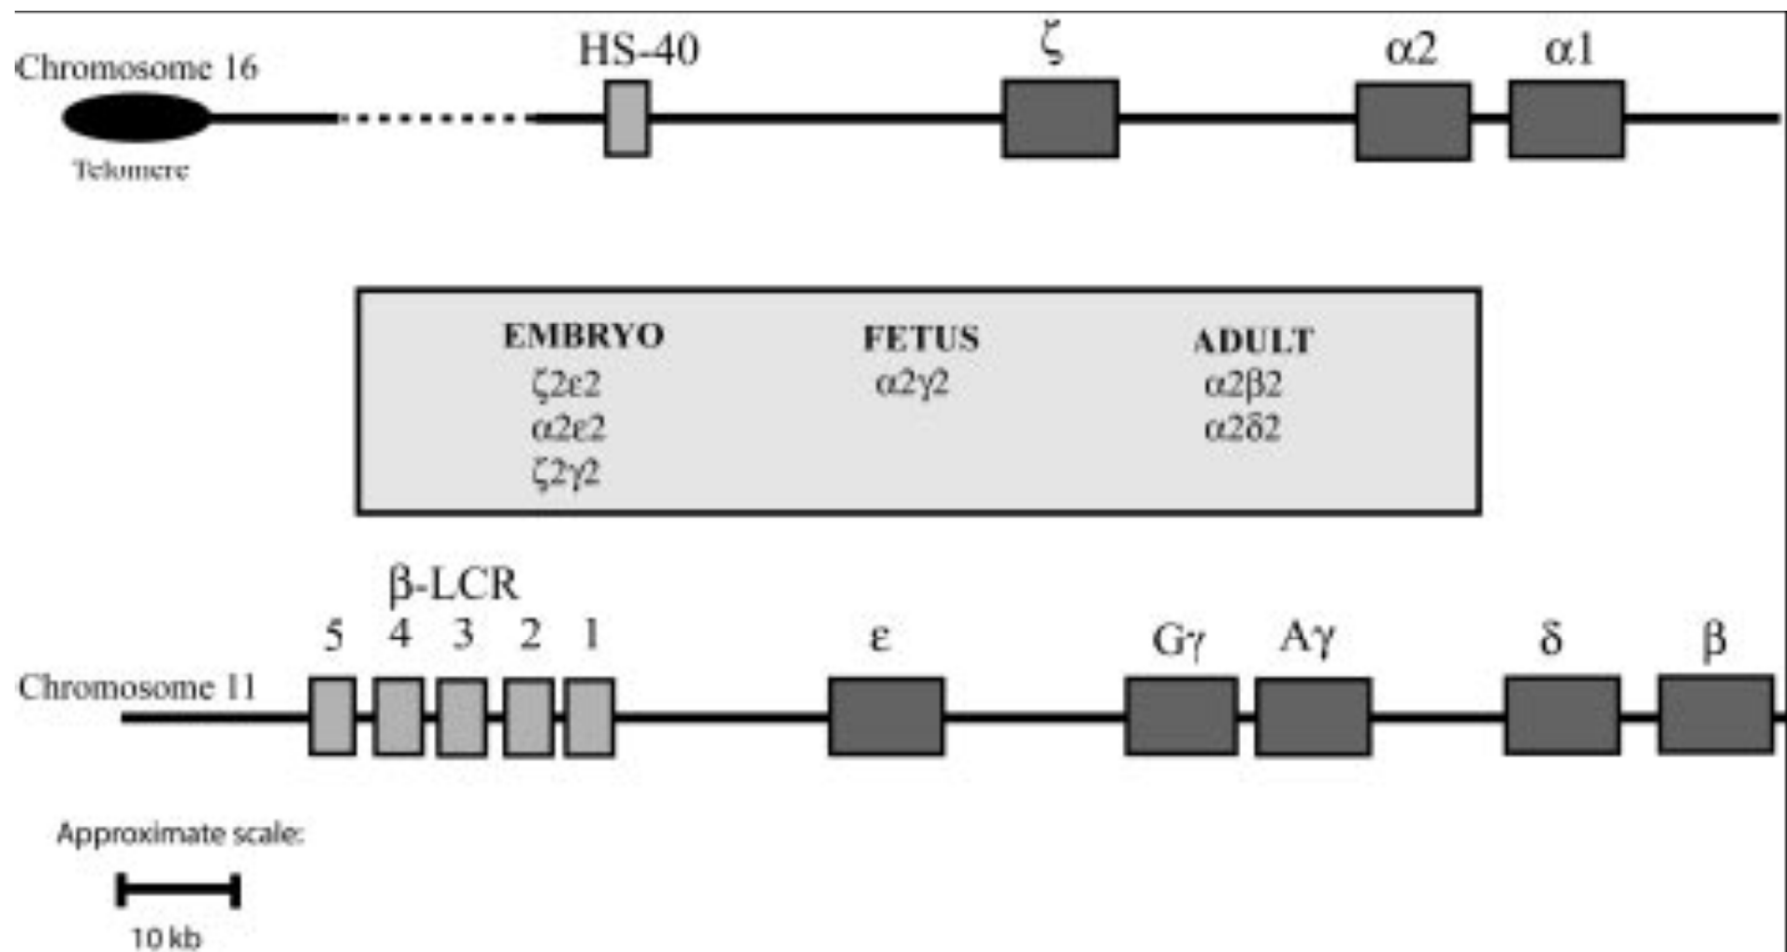 HS-40 ζ α2 α1
Chromosome 16
Telomere
EMBRYO FETUS ADULT
ζ2ε2 α2γ2 α2β2
α2ε2 α2δ2
ζ2γ2
β-LCR
5 4 3 2 1 ε Gγ Aγ δ β
Chromosome 11
Approximate scale:
10 kb